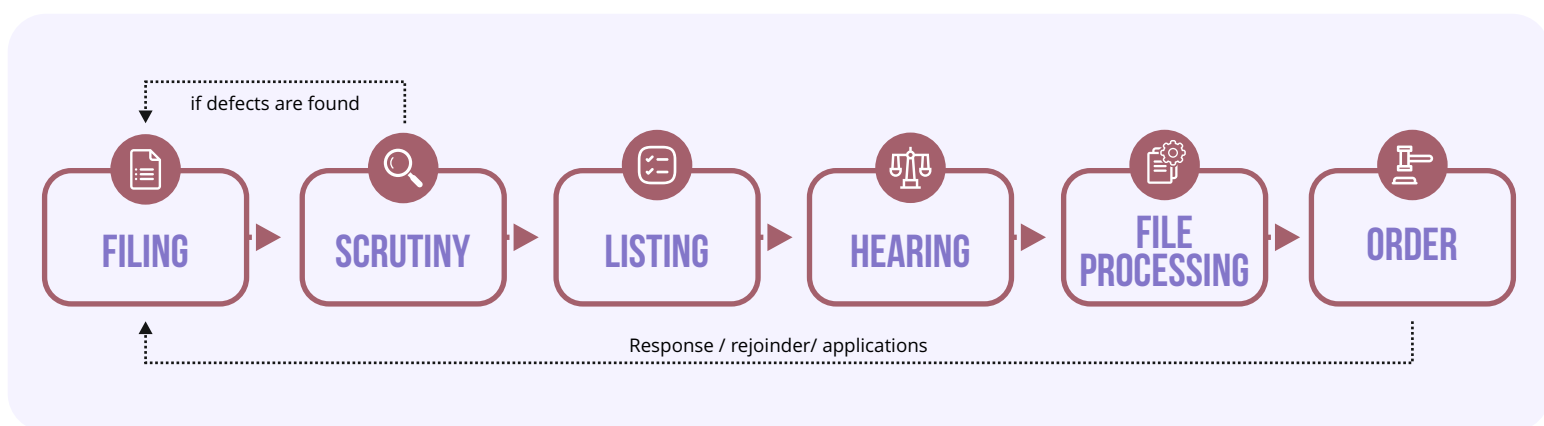 if defects are found
FILING
SCRUTINY
LISTING
HEARING
FILE
PROCESSING
ORDER
Response / rejoinder/ applications